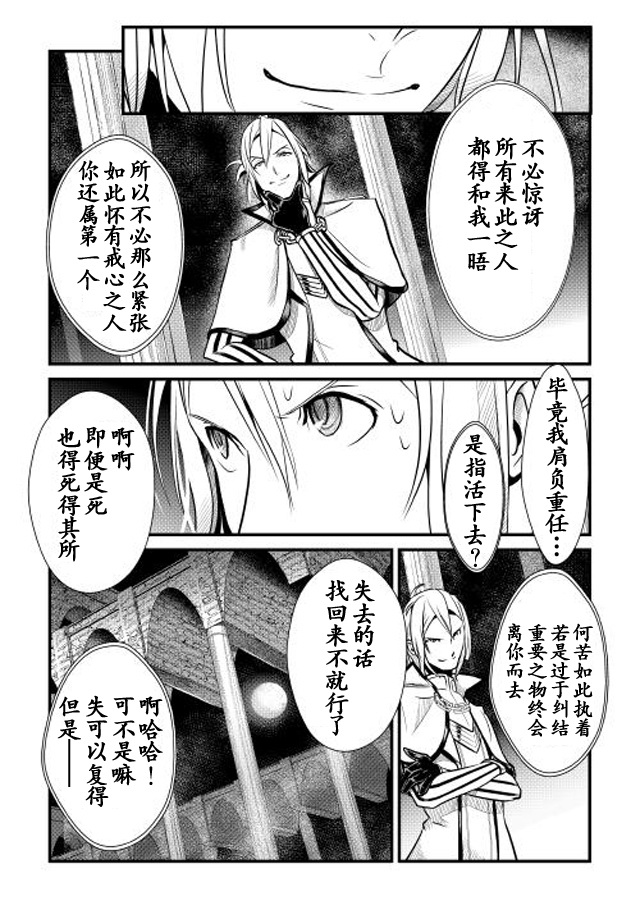 不必惊讶
所有来此之人
都得和我一晤
所以不必那么紧张
如此怀有戒心之人
你还属第一个
毕竟我肩负重任…
是指活下去？
啊啊
即便是死
也得死得其所
何苦如此执着
若是过于纠结
重要之物终会
离你而去
失去的话
找回来不就行了
啊哈哈！
可不是嘛
失可以复得
但是——